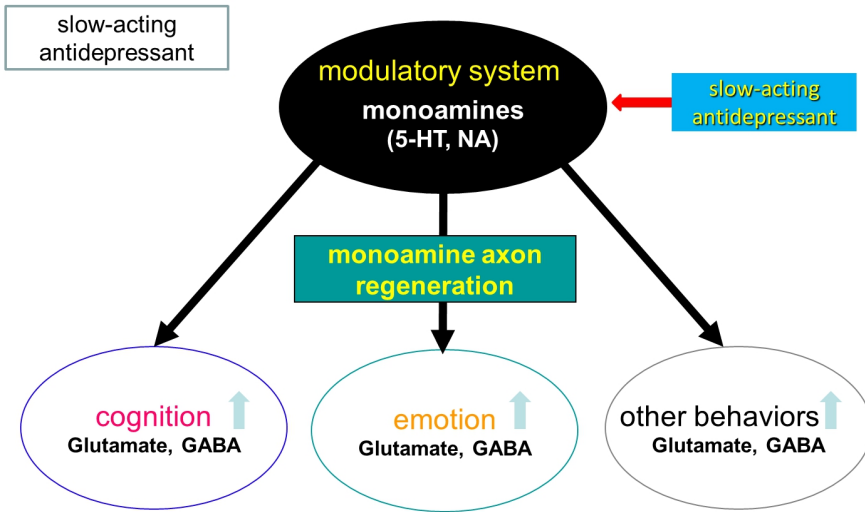 slow-acting
antidepressant
modulatory system
monoamines
(5-HT, NA)
slow-acting
antidepressant
monoamine axon
regeneration
cognition
Glutamate, GABA
emotion
Glutamate, GABA
other behaviors
Glutamate, GABA